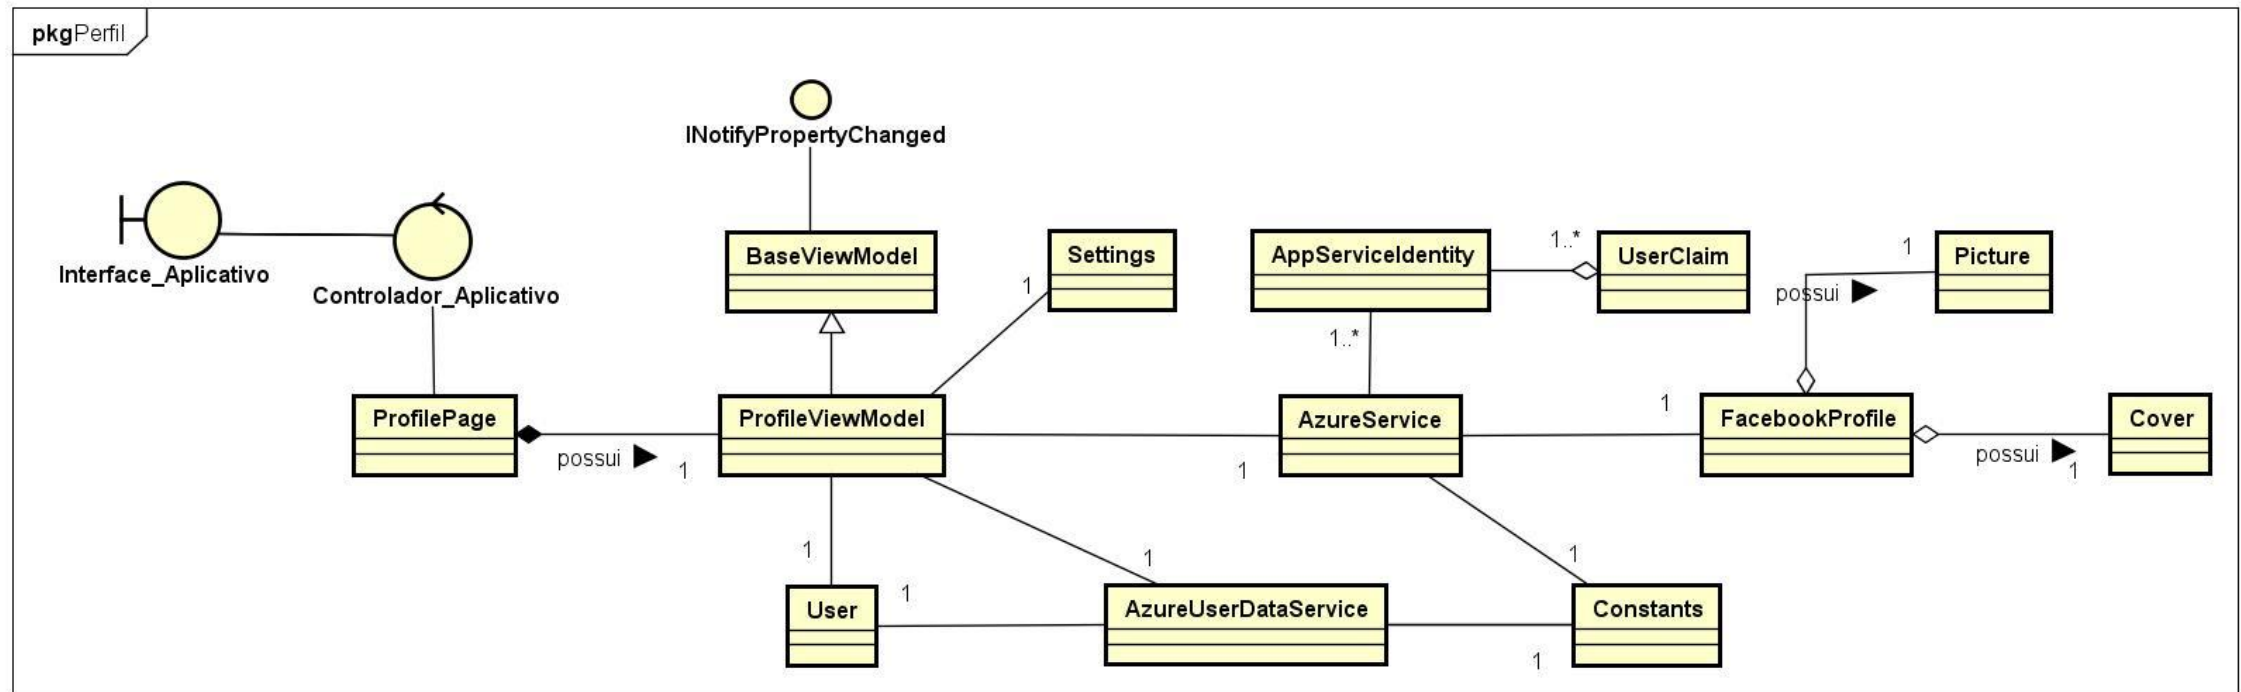 pkgPerfil
INotifyPropertyChanged
Interface_Aplicativo
Controlador_Aplicativo
BaseViewModel
Settings
1
AppServiceIdentity
1..*
UserClaim
1
Picture
possui ▶
1..*
ProfilePage
possui ▶
1
ProfileViewModel
1
AzureService
1
FacebookProfile
possui ▶
1
Cover
1
User
1
1
AzureUserDataService
1
1
Constants